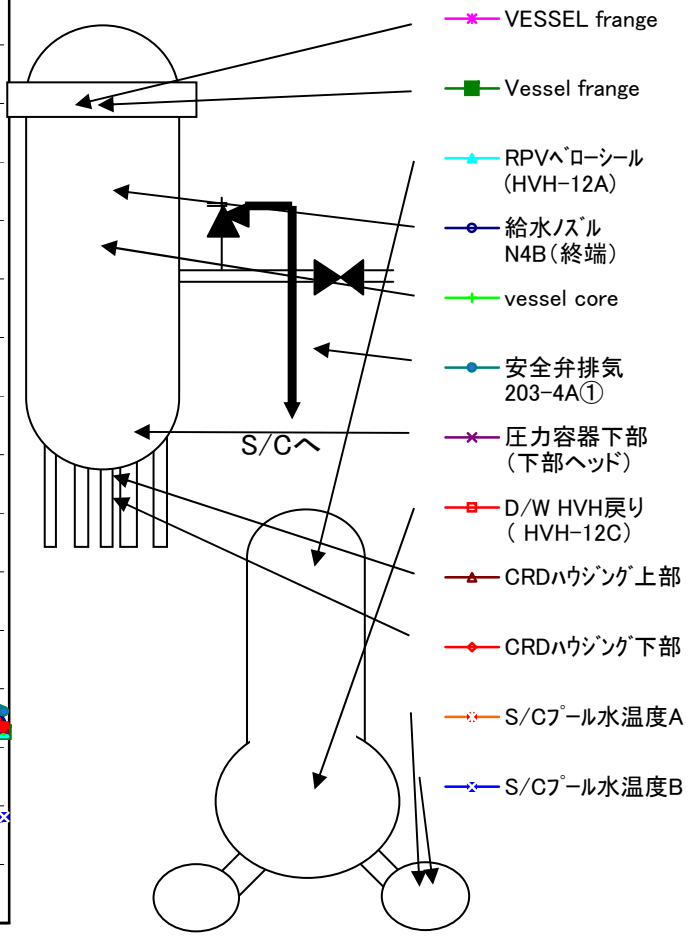 VESSEL frange
Vessel frange
RPVﾍﾞローシール
(HVH-12A)
給水ﾉｽﾞﾙ
N4B(終端)
vessel core
安全弁排気
203-4A①
圧力容器下部
(下部ヘッド)
D/W HVH戻り
( HVH-12C)
CRDﾊｳｼﾞﾝｸﾞ上部
CRDﾊｳｼﾞﾝｸﾞ下部
S/Cﾌﾟｰﾙ水温度A
S/Cﾌﾟｰﾙ水温度B
S/Cへ